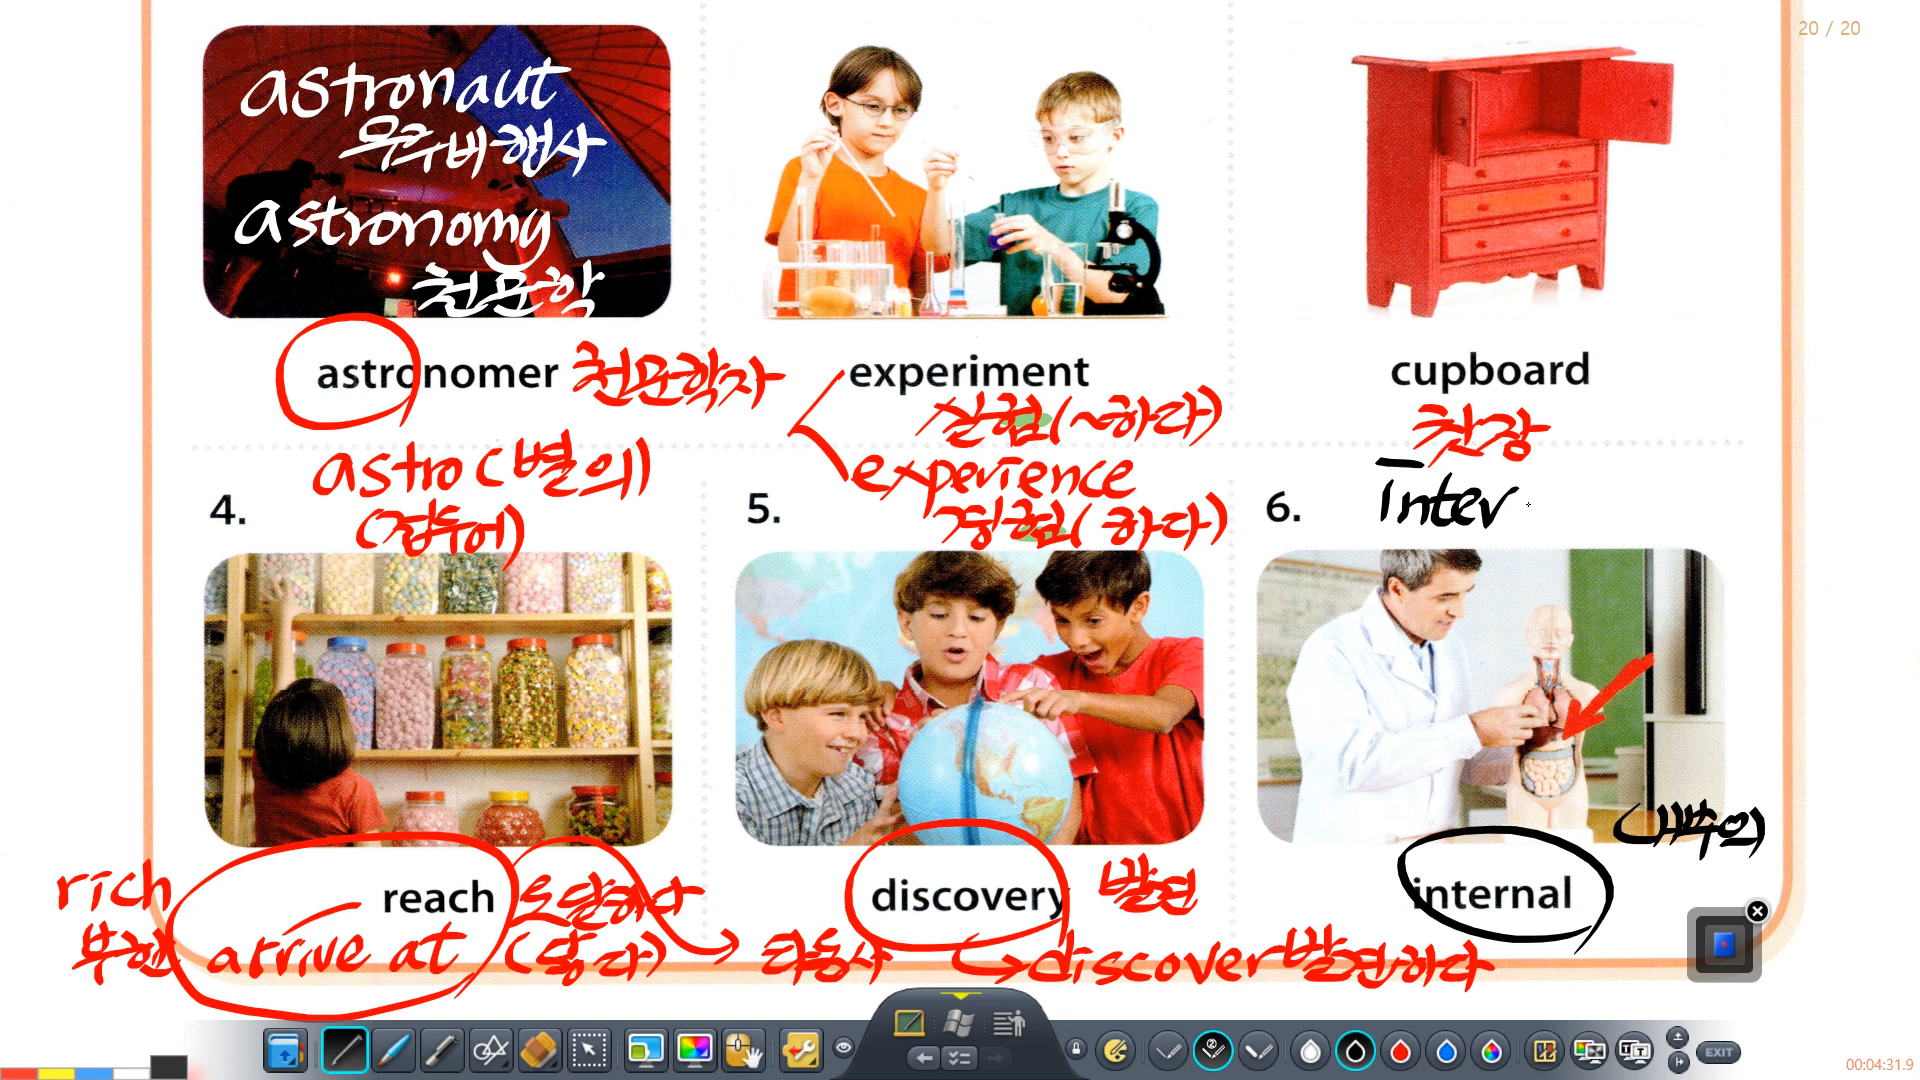 20 / 20
astronaut
우주비행사
astronomy
천문학
astronomer 천문학자
experiment
실험(~하다)
cupboard
찬장
astro(별의)
(접두어)
experience
경험(하다)
4.
5.
6.
inter
내부의
rich
부한
reach 도달하다
arrive at (닿다) → 타동사
discovery 발견
discover 발견하다
internal
EXIT
00:04:31.9